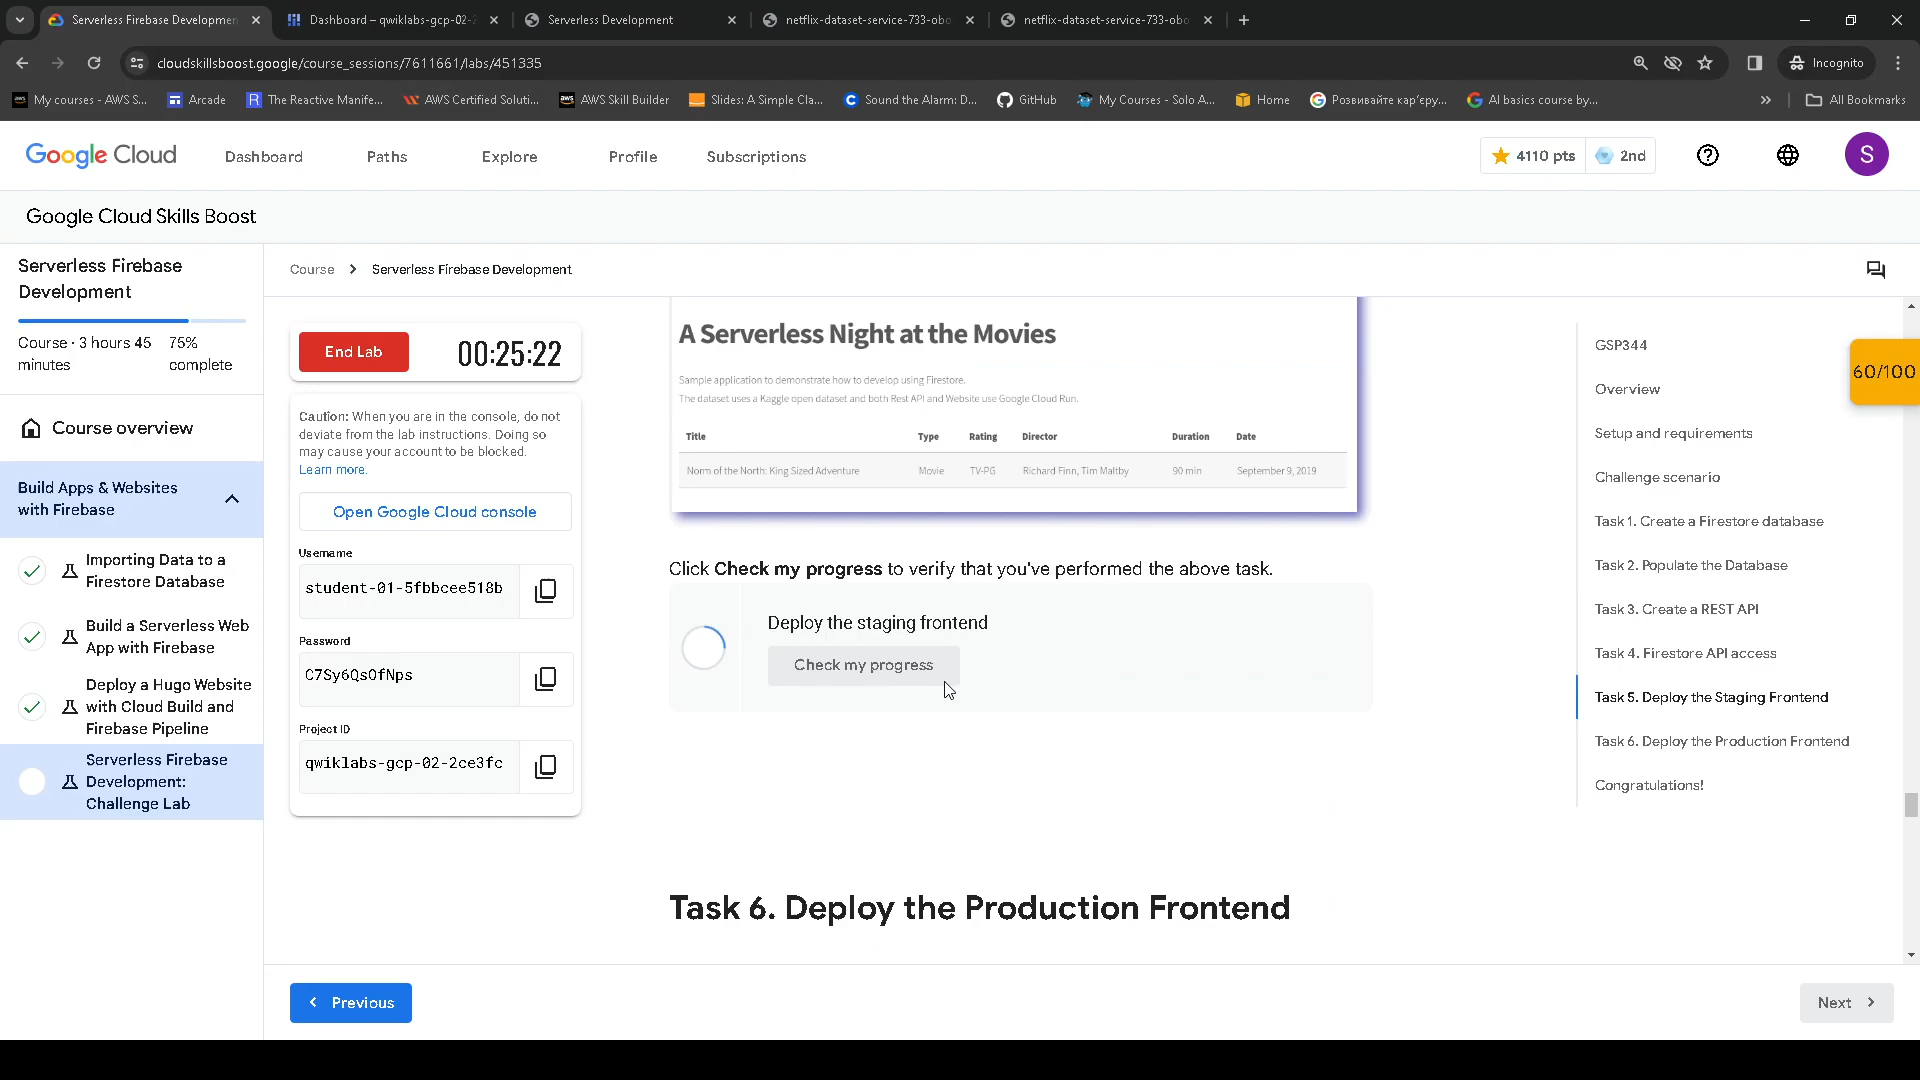 Serverless Firebase Developmen
Dashboard – qwiklabs-gcp-02-2
Serverless Development
netflix-dataset-service-733-obo
netflix-dataset-service-733-obo
cloudskillsboost.google/course_sessions/7611661/labs/451335
Incognito
My courses - AWS S...
Arcade
The Reactive Manife...
AWS Certified Soluti...
AWS Skill Builder
Slides: A Simple Cla...
Sound the Alarm: D...
GitHub
My Courses - Solo A...
Home
Розвивайте кар'єру...
AI basics course by...
All Bookmarks
Google Cloud
Dashboard
Paths
Explore
Profile
Subscriptions
4110 pts
2nd
S
Google Cloud Skills Boost
Serverless Firebase
Development
Course · 3 hours 45
minutes
75%
complete
Course overview
Build Apps & Websites
with Firebase
Importing Data to a
Firestore Database
Build a Serverless Web
App with Firebase
Deploy a Hugo Website
with Cloud Build and
Firebase Pipeline
Serverless Firebase
Development:
Challenge Lab
Course > Serverless Firebase Development
End Lab
00:25:22
Caution: When you are in the console, do not
deviate from the lab instructions. Doing so
may cause your account to be blocked.
Learn more.
Open Google Cloud console
Username
student-01-5fbbcee518b
Password
C7Sy6QsOfNps
Project ID
qwiklabs-gcp-02-2ce3fc
A Serverless Night at the Movies
Sample application to demonstrate how to develop using Firestore.
The dataset uses a Kaggle open dataset and both Rest API and Website use Google Cloud Run.
Title Type Rating Director Duration Date
Norm of the North: King Sized Adventure Movie TV-PG Richard Finn, Tim Maltby 90 min September 9, 2019
Click Check my progress to verify that you've performed the above task.
Deploy the staging frontend
Check my progress
Task 6. Deploy the Production Frontend
GSP344
Overview
Setup and requirements
Challenge scenario
Task 1. Create a Firestore database
Task 2. Populate the Database
Task 3. Create a REST API
Task 4. Firestore API access
Task 5. Deploy the Staging Frontend
Task 6. Deploy the Production Frontend
Congratulations!
60/100
Previous
Next